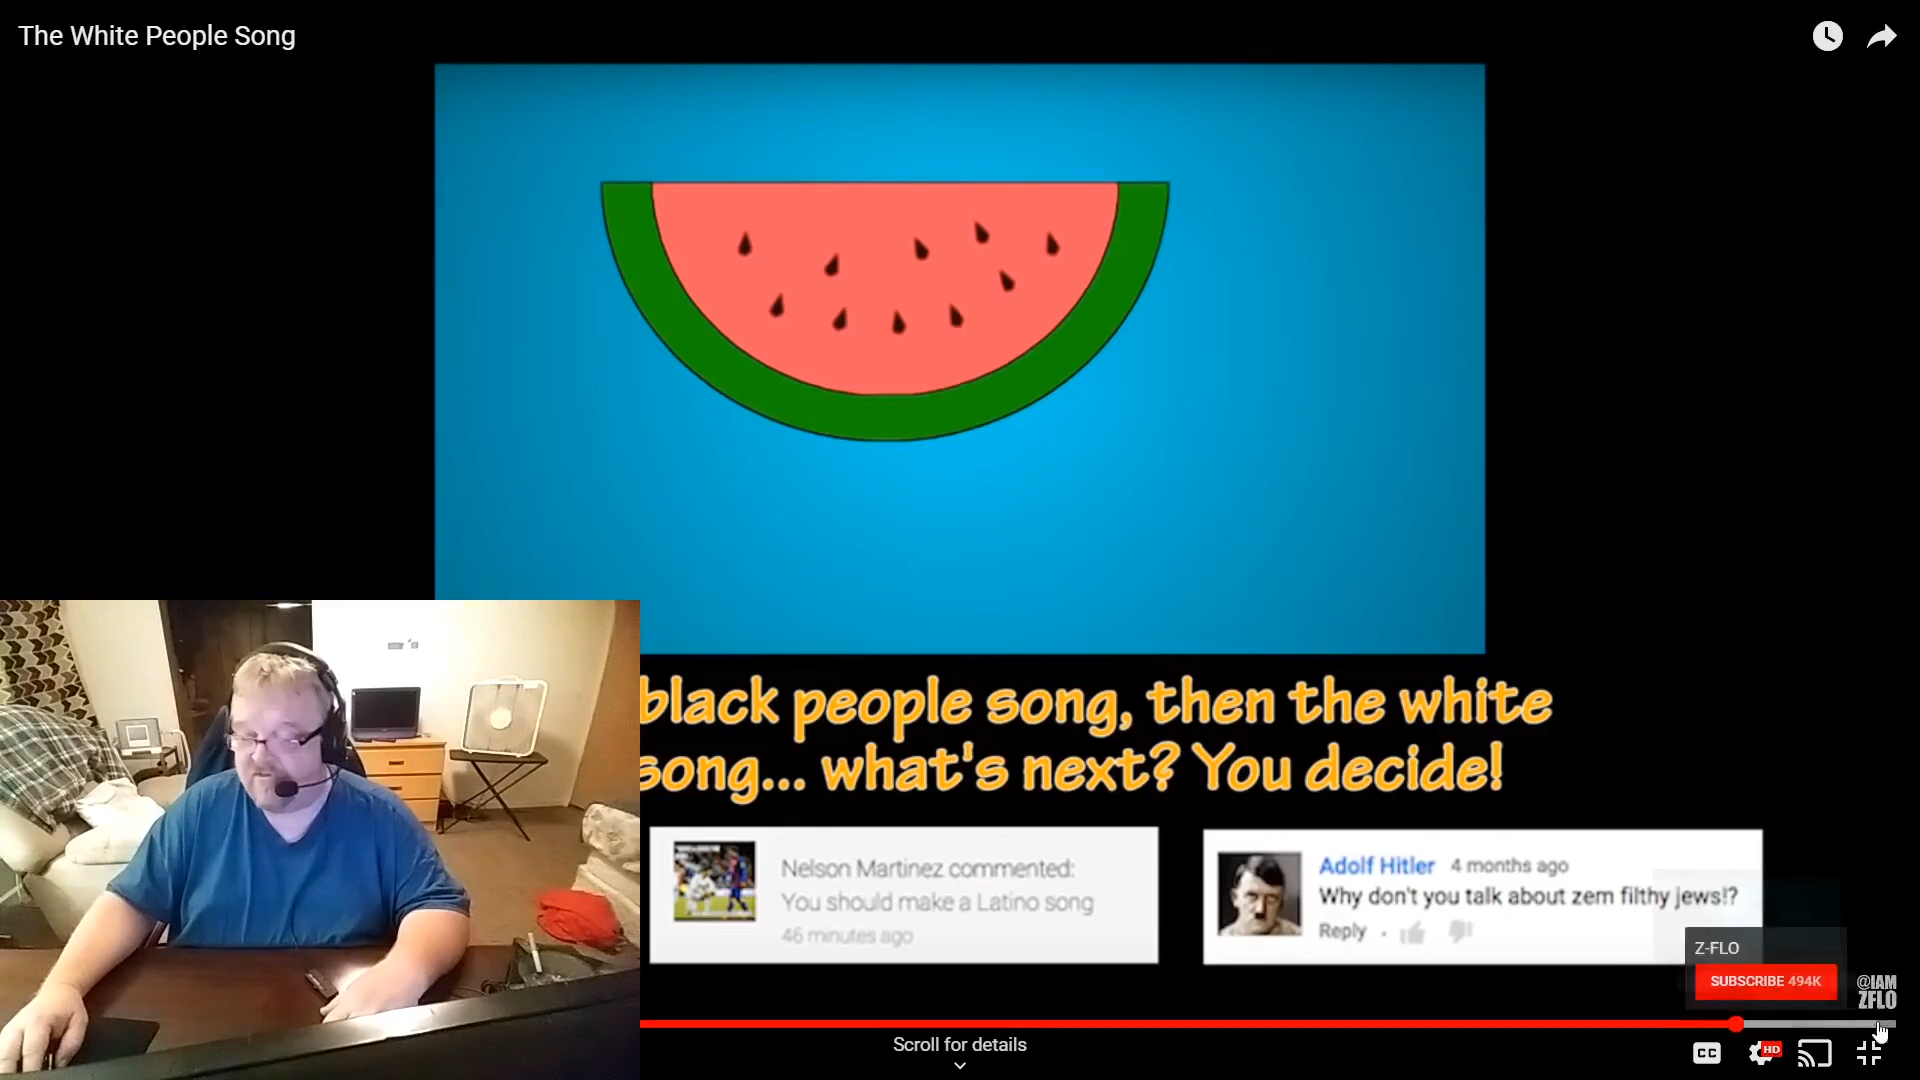 The White People Song
black people song, then the white
song... what's next? You decide!
Nelson Martinez commented:
You should make a Latino song
46 minutes ago
Adolf Hitler 4 months ago
Why don't you talk about zem filthy jews!?
Reply
Z-FLO
SUBSCRIBE 494K
@IAM
ZFLO
Scroll for details
CC
HD